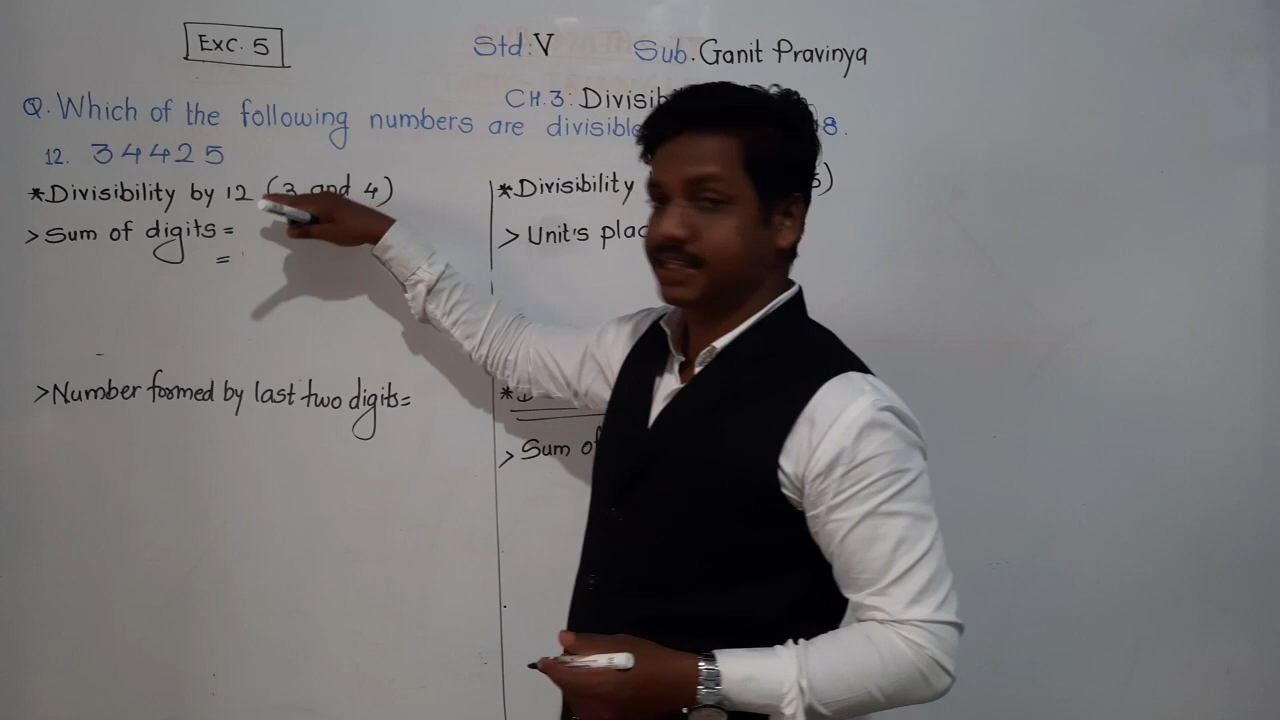 Exc. 5
Std: V Sub. Ganit Pravinya
CH.3: Divisib
Q. Which of the following numbers are divisible 8.
12. 34425
*Divisibility by 12 (3 and 4)
> Sum of digits =
=
> Number formed by last two digits=
*Divisibility )
> Unit's plac
*
> Sum of